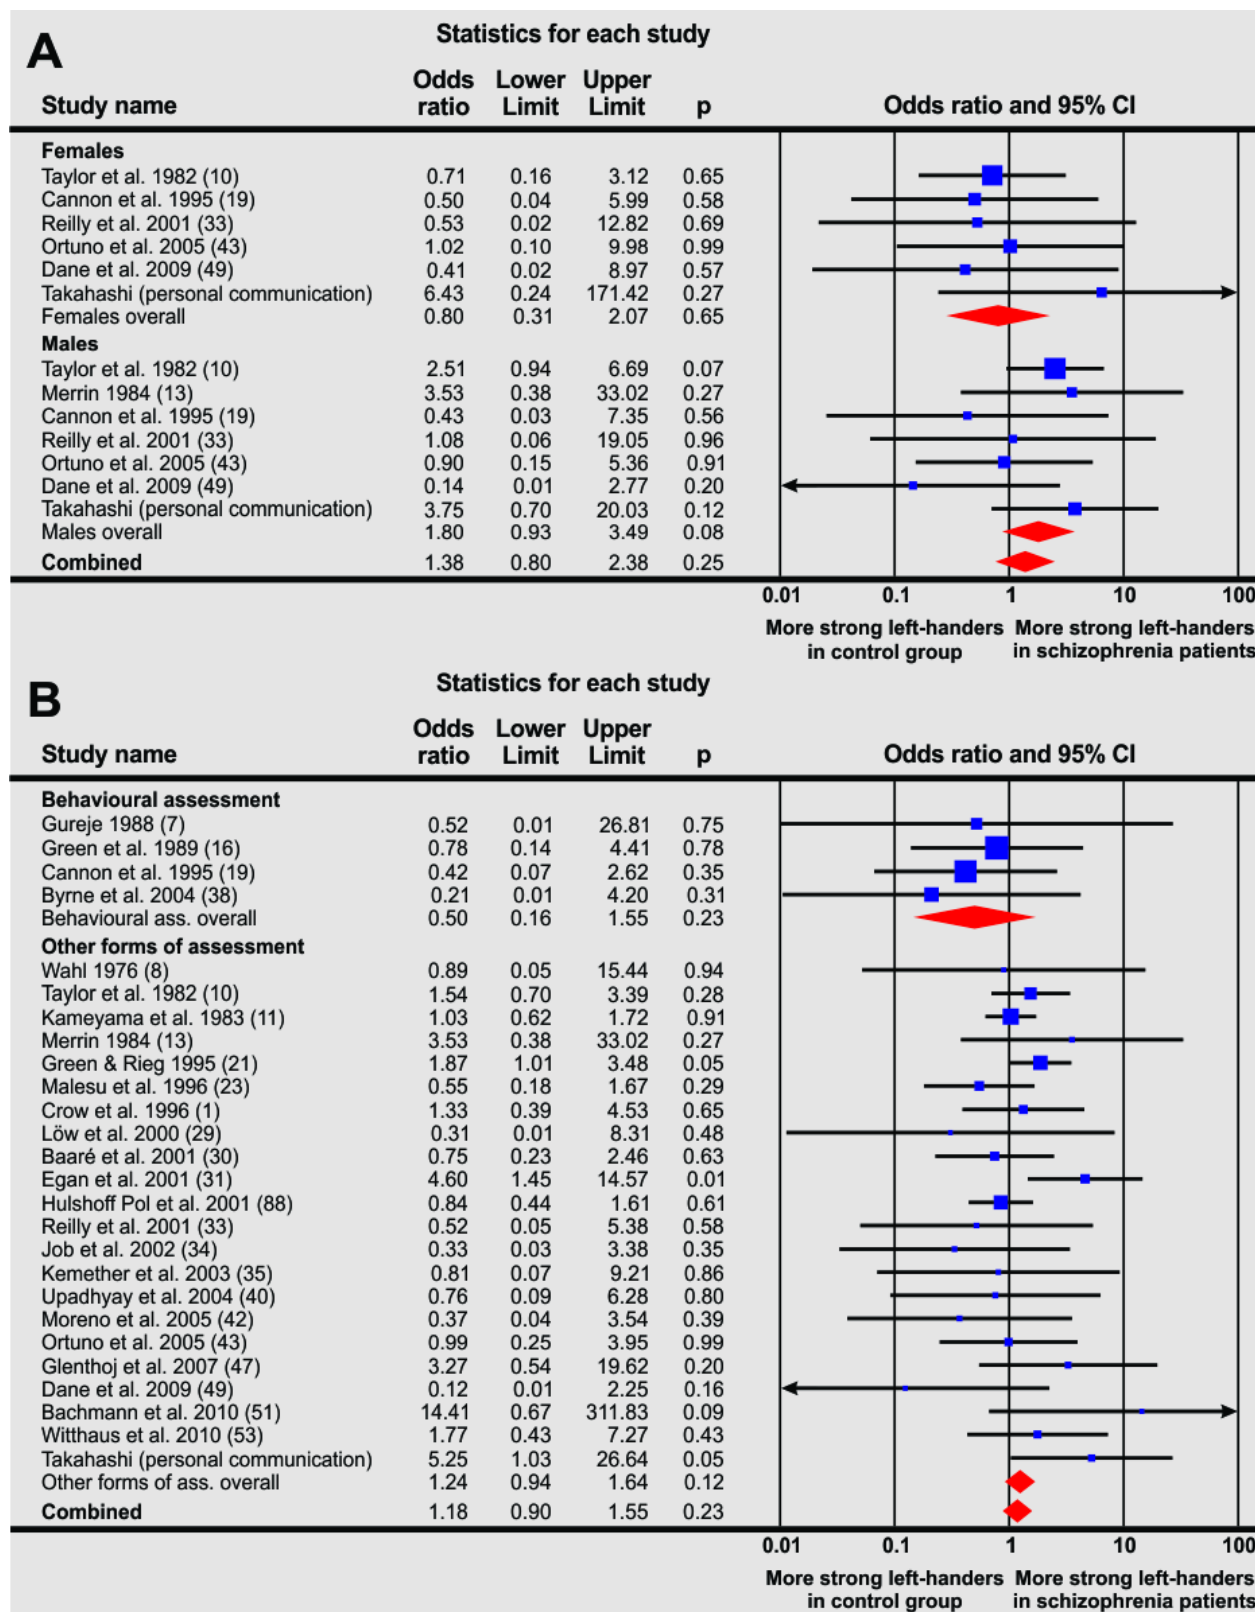 A
Statistics for each study
Study name Odds ratio Lower Limit Upper Limit p Odds ratio and 95% CI
Females
Taylor et al. 1982 (10) 0.71 0.16 3.12 0.65
Cannon et al. 1995 (19) 0.50 0.04 5.99 0.58
Reilly et al. 2001 (33) 0.53 0.02 12.82 0.69
Ortuno et al. 2005 (43) 1.02 0.10 9.98 0.99
Dane et al. 2009 (49) 0.41 0.02 8.97 0.57
Takahashi (personal communication) 6.43 0.24 171.42 0.27
Females overall 0.80 0.31 2.07 0.65
Males
Taylor et al. 1982 (10) 2.51 0.94 6.69 0.07
Merrin 1984 (13) 3.53 0.38 33.02 0.27
Cannon et al. 1995 (19) 0.43 0.03 7.35 0.56
Reilly et al. 2001 (33) 1.08 0.06 19.05 0.96
Ortuno et al. 2005 (43) 0.90 0.15 5.36 0.91
Dane et al. 2009 (49) 0.14 0.01 2.77 0.20
Takahashi (personal communication) 3.75 0.70 20.03 0.12
Males overall 1.80 0.93 3.49 0.08
Combined 1.38 0.80 2.38 0.25
0.01 0.1 1 10 100
More strong left-handers More strong left-handers
in control group in schizophrenia patients
B
Statistics for each study
Study name Odds ratio Lower Limit Upper Limit p Odds ratio and 95% CI
Behavioural assessment
Gureje 1988 (7) 0.52 0.01 26.81 0.75
Green et al. 1989 (16) 0.78 0.14 4.41 0.78
Cannon et al. 1995 (19) 0.42 0.07 2.62 0.35
Byrne et al. 2004 (38) 0.21 0.01 4.20 0.31
Behavioural ass. overall 0.50 0.16 1.55 0.23
Other forms of assessment
Wahl 1976 (8) 0.89 0.05 15.44 0.94
Taylor et al. 1982 (10) 1.54 0.70 3.39 0.28
Kameyama et al. 1983 (11) 1.03 0.62 1.72 0.91
Merrin 1984 (13) 3.53 0.38 33.02 0.27
Green & Rieg 1995 (21) 1.87 1.01 3.48 0.05
Malesu et al. 1996 (23) 0.55 0.18 1.67 0.29
Crow et al. 1996 (1) 1.33 0.39 4.53 0.65
Löw et al. 2000 (29) 0.31 0.01 8.31 0.48
Baaré et al. 2001 (30) 0.75 0.23 2.46 0.63
Egan et al. 2001 (31) 4.60 1.45 14.57 0.01
Hulshoff Pol et al. 2001 (88) 0.84 0.44 1.61 0.61
Reilly et al. 2001 (33) 0.52 0.05 5.38 0.58
Job et al. 2002 (34) 0.33 0.03 3.38 0.35
Kemether et al. 2003 (35) 0.81 0.07 9.21 0.86
Upadhyay et al. 2004 (40) 0.76 0.09 6.28 0.80
Moreno et al. 2005 (42) 0.37 0.04 3.54 0.39
Ortuno et al. 2005 (43) 0.99 0.25 3.95 0.99
Glenthoj et al. 2007 (47) 3.27 0.54 19.62 0.20
Dane et al. 2009 (49) 0.12 0.01 2.25 0.16
Bachmann et al. 2010 (51) 14.41 0.67 311.83 0.09
Witthaus et al. 2010 (53) 1.77 0.43 7.27 0.43
Takahashi (personal communication) 5.25 1.03 26.64 0.05
Other forms of ass. overall 1.24 0.94 1.64 0.12
Combined 1.18 0.90 1.55 0.23
0.01 0.1 1 10 100
More strong left-handers More strong left-handers
in control group in schizophrenia patients